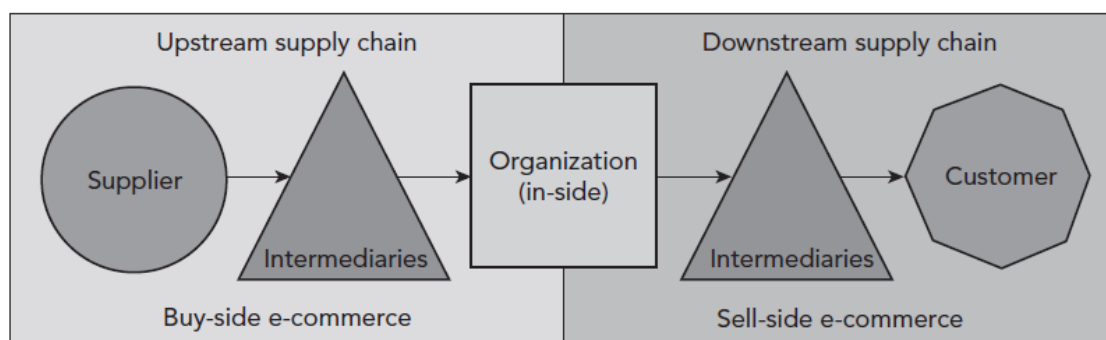 Upstream supply chain
Downstream supply chain
Supplier
Intermediaries
Organization
(in-side)
Intermediaries
Customer
Buy-side e-commerce
Sell-side e-commerce